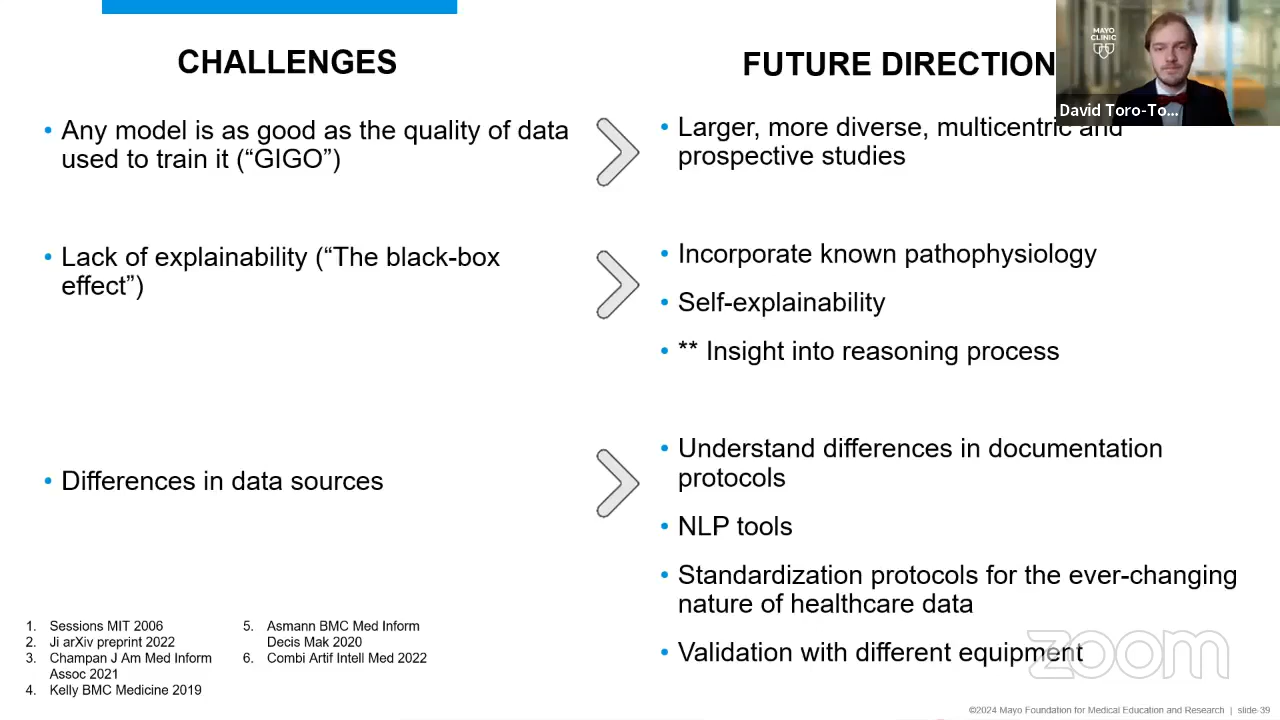 CHALLENGES
• Any model is as good as the quality of data
used to train it (“GIGO”)
• Lack of explainability (“The black-box
effect”)
• Differences in data sources
FUTURE DIRECTION
• Larger, more diverse, multicentric and
prospective studies
• Incorporate known pathophysiology
• Self-explainability
• ** Insight into reasoning process
• Understand differences in documentation
protocols
• NLP tools
• Standardization protocols for the ever-changing
nature of healthcare data
• Validation with different equipment
1. Sessions MIT 2006
2. Ji arXiv preprint 2022
3. Champan J Am Med Inform
Assoc 2021
4. Kelly BMC Medicine 2019
5. Asmann BMC Med Inform
Decis Mak 2020
6. Combi Artif Intell Med 2022
MAYO
CLINIC
David Toro-To...
zoom
©2024 Mayo Foundation for Medical Education and Research | slide-39